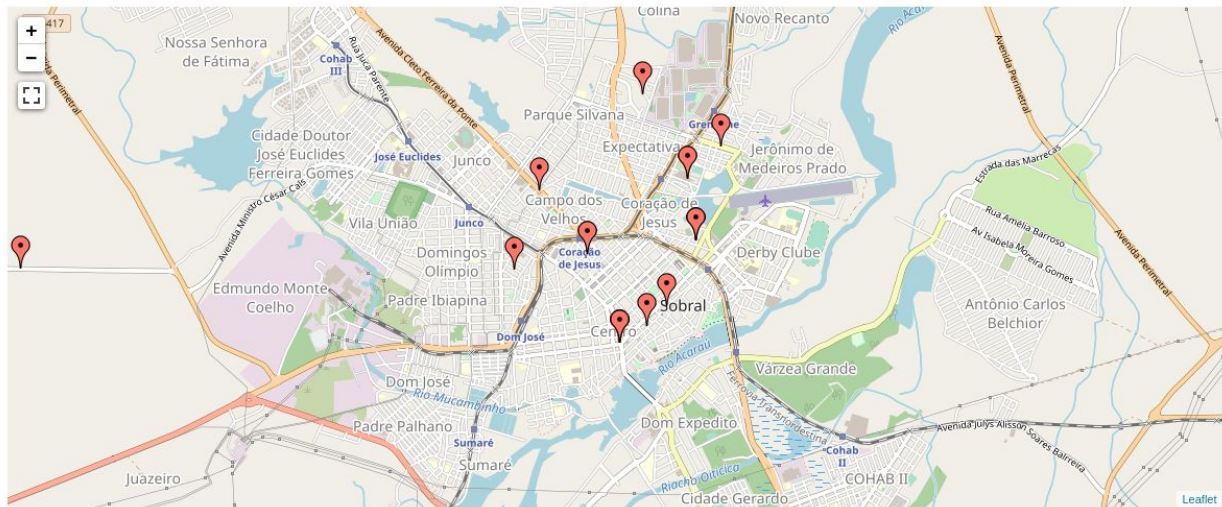 +
−
417
Nossa Senhora
de Fátima
Cohab
III
Rua Juca Parente
Avenida Cleto Ferreira da Ponte
Colina
Novo Recanto
Rio Acaraú
Avenida Perimetral
Avenida Perimetral
Parque Silvana
Expectativa
Jerônimo de
Medeiros Prado
Estrada das Marrecas
Cidade Doutor
José Euclides
Ferreira Gomes
José Euclides
Junco
Campo dos
Velhos
Coração de
Jesus
Avenida Ministro César Cals
Vila União
Junco
Rua Amélia Barroso
Av Isabela Moreira Gomes
Avenida Perimetral
Domingos
Olímpio
Coração
de Jesus
Derby Clube
Edmundo Monte
Coelho
Padre Ibiapina
Sobral
Antônio Carlos
Belchior
Dom José
Centro
Rio Acaraú
Várzea Grande
Dom José
Rio Mucambinho
Ferrovia Transnordestina
Padre Palhano
Dom Expedito
Avenida Julys Alisson Soares Balrreira
Sumaré
Sumaré
Cohab
II
COHAB II
Juazeiro
Riacho Oiticica
Cidade Gerardo
Leaflet